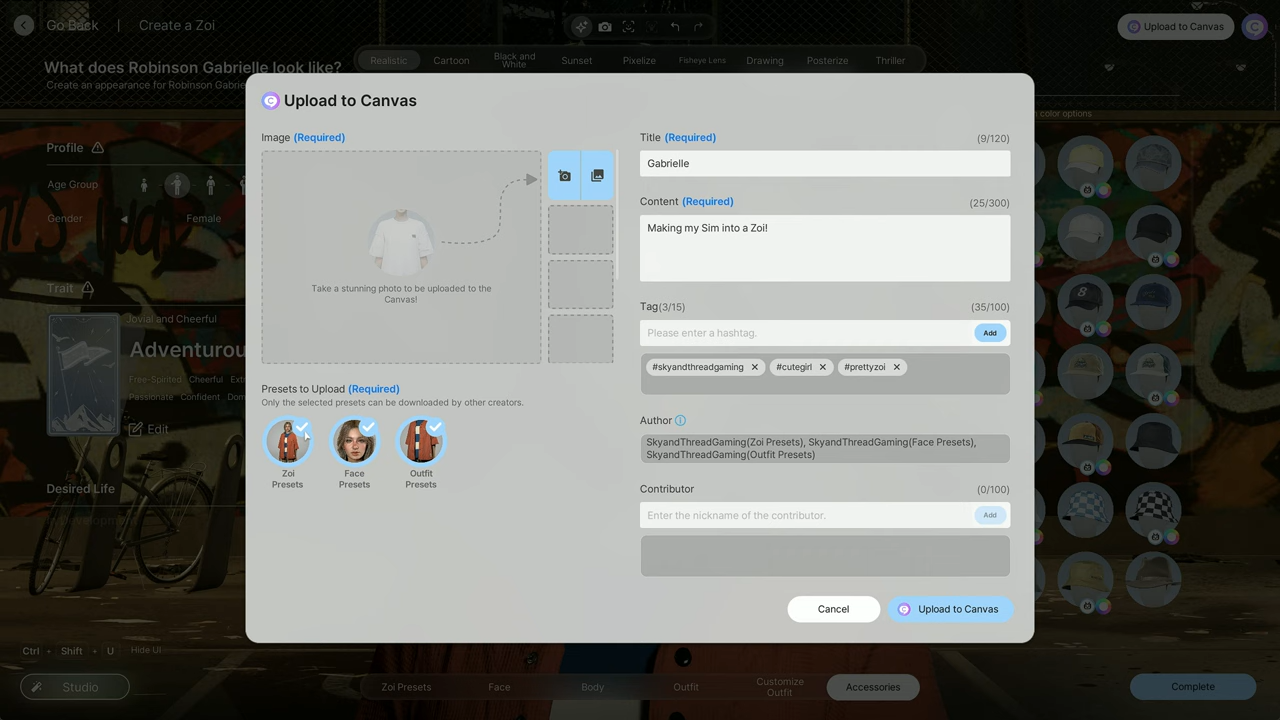 Go Back | Create a Zoi
Upload to Canvas
Realistic
Cartoon
Black and White
Sunset
Pixelize
Fisheye Lens
Drawing
Posterize
Thriller
What does Robinson Gabrielle look like?
Create an appearance for Robinson Gabrie
n color options
Profile
Age Group
Gender
Female
Trait
Jovial and Cheerful
Adventurou
Free-Spirited Cheerful Extr
Passionate Confident Dom
Edit
Desired Life
Upload to Canvas
Image (Required)
Take a stunning photo to be uploaded to the
Canvas!
Presets to Upload (Required)
Only the selected presets can be downloaded by other creators.
Zoi
Presets
Face
Presets
Outfit
Presets
Title (Required)
(9/120)
Gabrielle
Content (Required)
(25/300)
Making my Sim into a Zoi!
Tag(3/15)
(35/100)
Please enter a hashtag.
Add
#skyandthreadgaming
#cutegirl
#prettyzoi
Author
SkyandThreadGaming(Zoi Presets), SkyandThreadGaming(Face Presets),
SkyandThreadGaming(Outfit Presets)
Contributor
(0/100)
Enter the nickname of the contributor.
Add
Cancel
Upload to Canvas
8
Ctrl + Shift + U Hide UI
Studio
Zoi Presets
Face
Body
Outfit
Customize
Outfit
Accessories
Complete